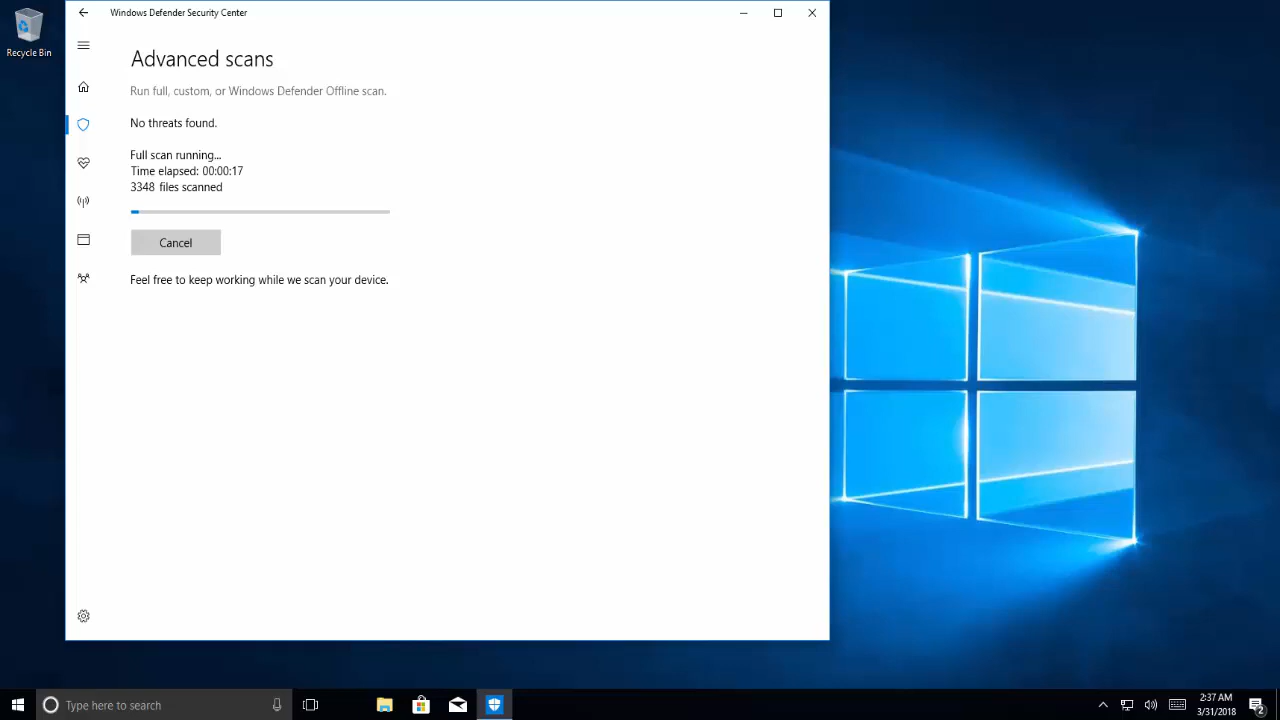 Recycle Bin
Windows Defender Security Center
Advanced scans
Run full, custom, or Windows Defender Offline scan.
No threats found.
Full scan running...
Time elapsed: 00:00:17
3348 files scanned
Cancel
Feel free to keep working while we scan your device.
Type here to search
2:37 AM
3/31/2018
2